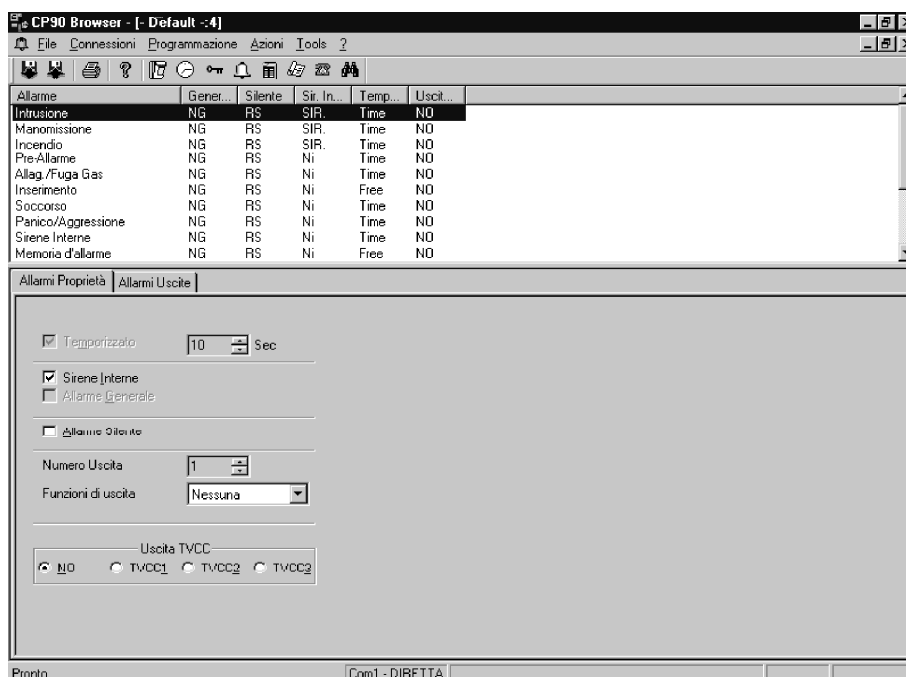 CP90 Browser - [- Default -:4]
File Connessioni Programmazione Azioni Tools ?
Allarme Gener... Silente Sir. In... Temp... Uscit...
Intrusione NG RS SIR. Time NO
Manomissione NG RS SIR. Time NO
Incendio NG RS SIR. Time NO
Pre-Allarme NG RS Ni Time NO
Allag./Fuga Gas NG RS Ni Time NO
Inserimento NG RS Ni Free NO
Soccorso NG RS Ni Time NO
Panico/Aggressione NG RS Ni Time NO
Sirene Interne NG RS Ni Time NO
Memoria d'allarme NG RS Ni Free NO
Allarmi Proprietà Allarmi Uscite
Temporizzato 10 Sec
Sirene Interne
Allarme Generale
Allarme Silente
Numero Uscita 1
Funzioni di uscita Nessuna
Uscita TVCC
NO TVCC1 TVCC2 TVCC3
Pronto Com1 - DIRETTA